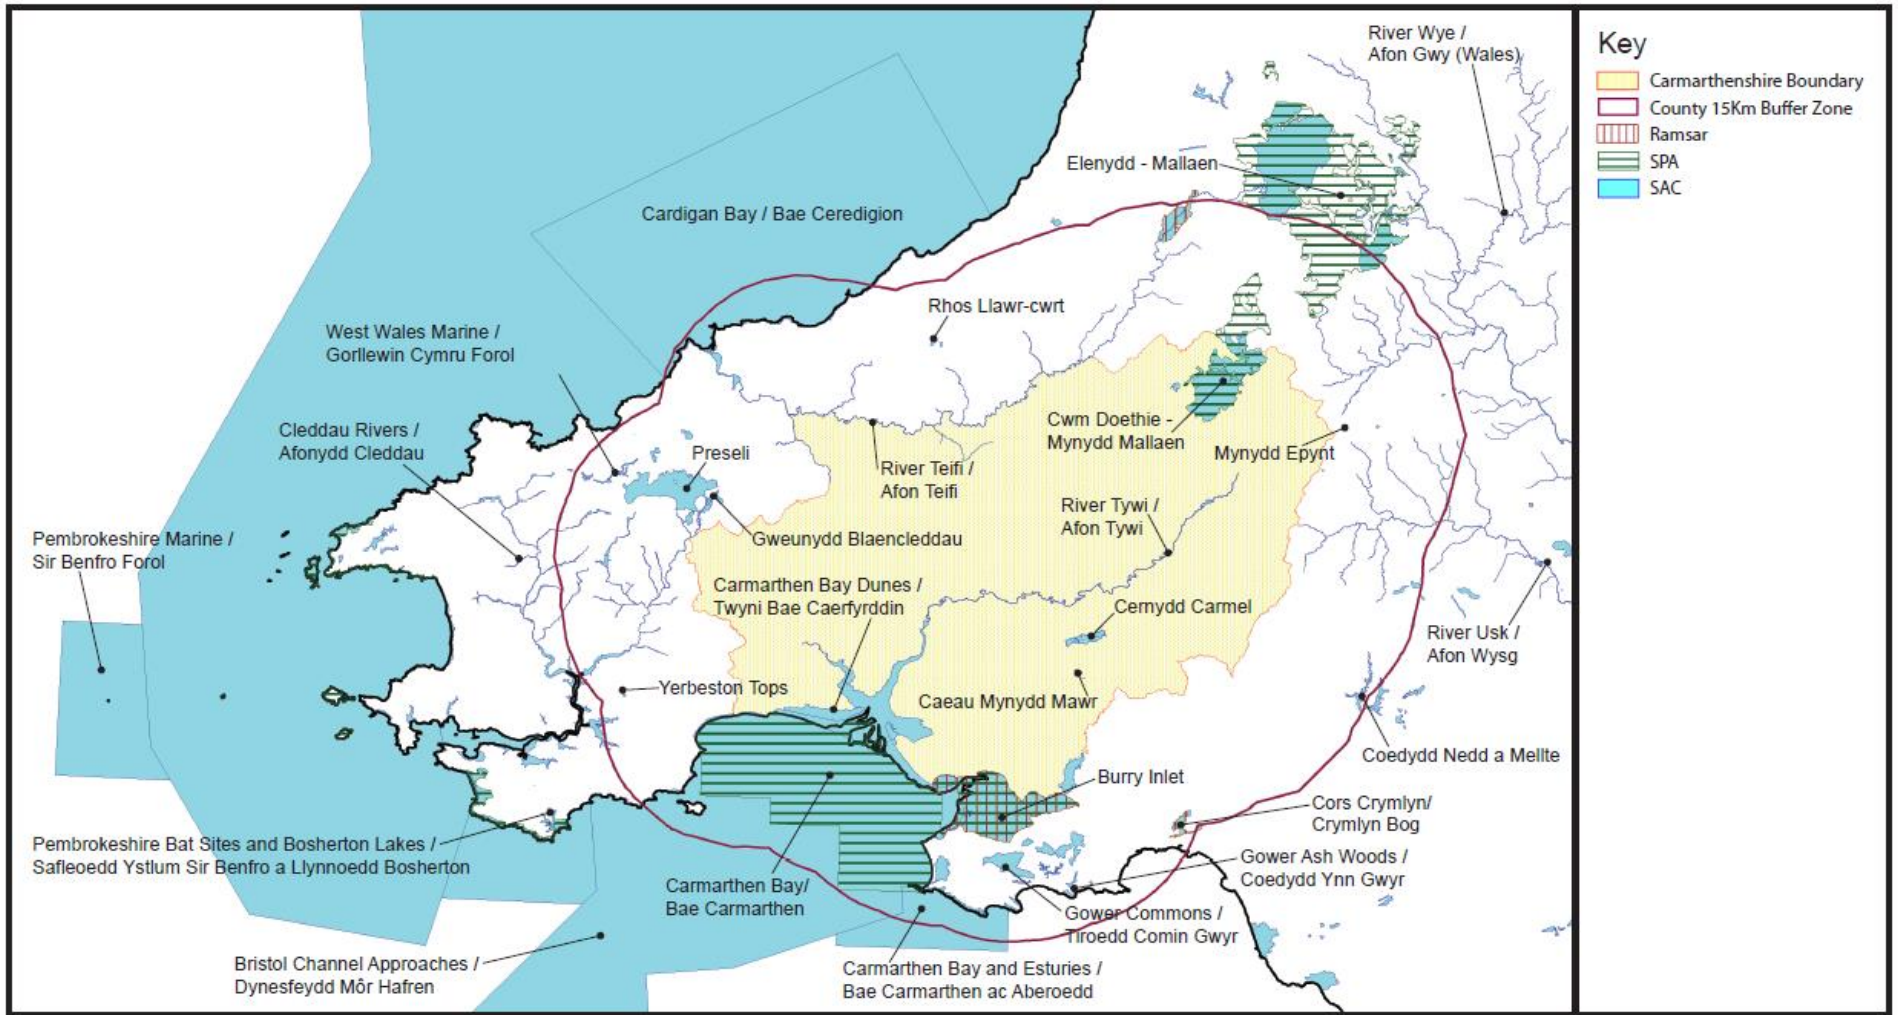 River Wye /
Afon Gwy (Wales)
Elenydd - Mallaen
Cardigan Bay / Bae Ceredigion
Rhos Llawr-cwrt
West Wales Marine /
Gorllewin Cymru Forol
Cleddau Rivers /
Afonydd Cleddau
Preseli
Cwm Doethie -
Mynydd Mallaen
Mynydd Epynt
River Teifi /
Afon Teifi
River Tywi /
Afon Tywi
Pembrokeshire Marine /
Sir Benfro Forol
Gweunydd Blaencleddau
Carmarthen Bay Dunes /
Twyni Bae Caerfyrddin
Cernydd Carmel
River Usk /
Afon Wysg
Yerbeston Tops
Caeau Mynydd Mawr
Coedydd Nedd a Mellte
Burry Inlet
Cors Crymlyn/
Crymlyn Bog
Pembrokeshire Bat Sites and Bosherton Lakes /
Safleoedd Ystlum Sir Benfro a Llynnoedd Bosherton
Gower Ash Woods /
Coedydd Ynn Gwyr
Carmarthen Bay/
Bae Carmarthen
Gower Commons /
Tiroedd Comin Gwyr
Bristol Channel Approaches /
Dynesfeydd Môr Hafren
Carmarthen Bay and Esturies /
Bae Carmarthen ac Aberoedd
Key
Carmarthenshire Boundary
County 15Km Buffer Zone
Ramsar
SPA
SAC